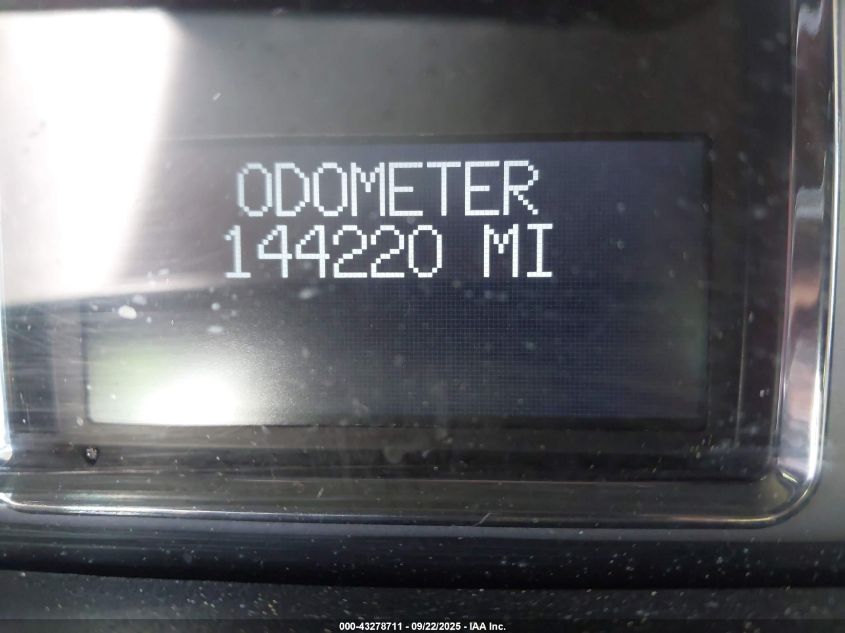 ODOMETER
144220 MI
000-43278711 - 09/22/2025 - IAA Inc.